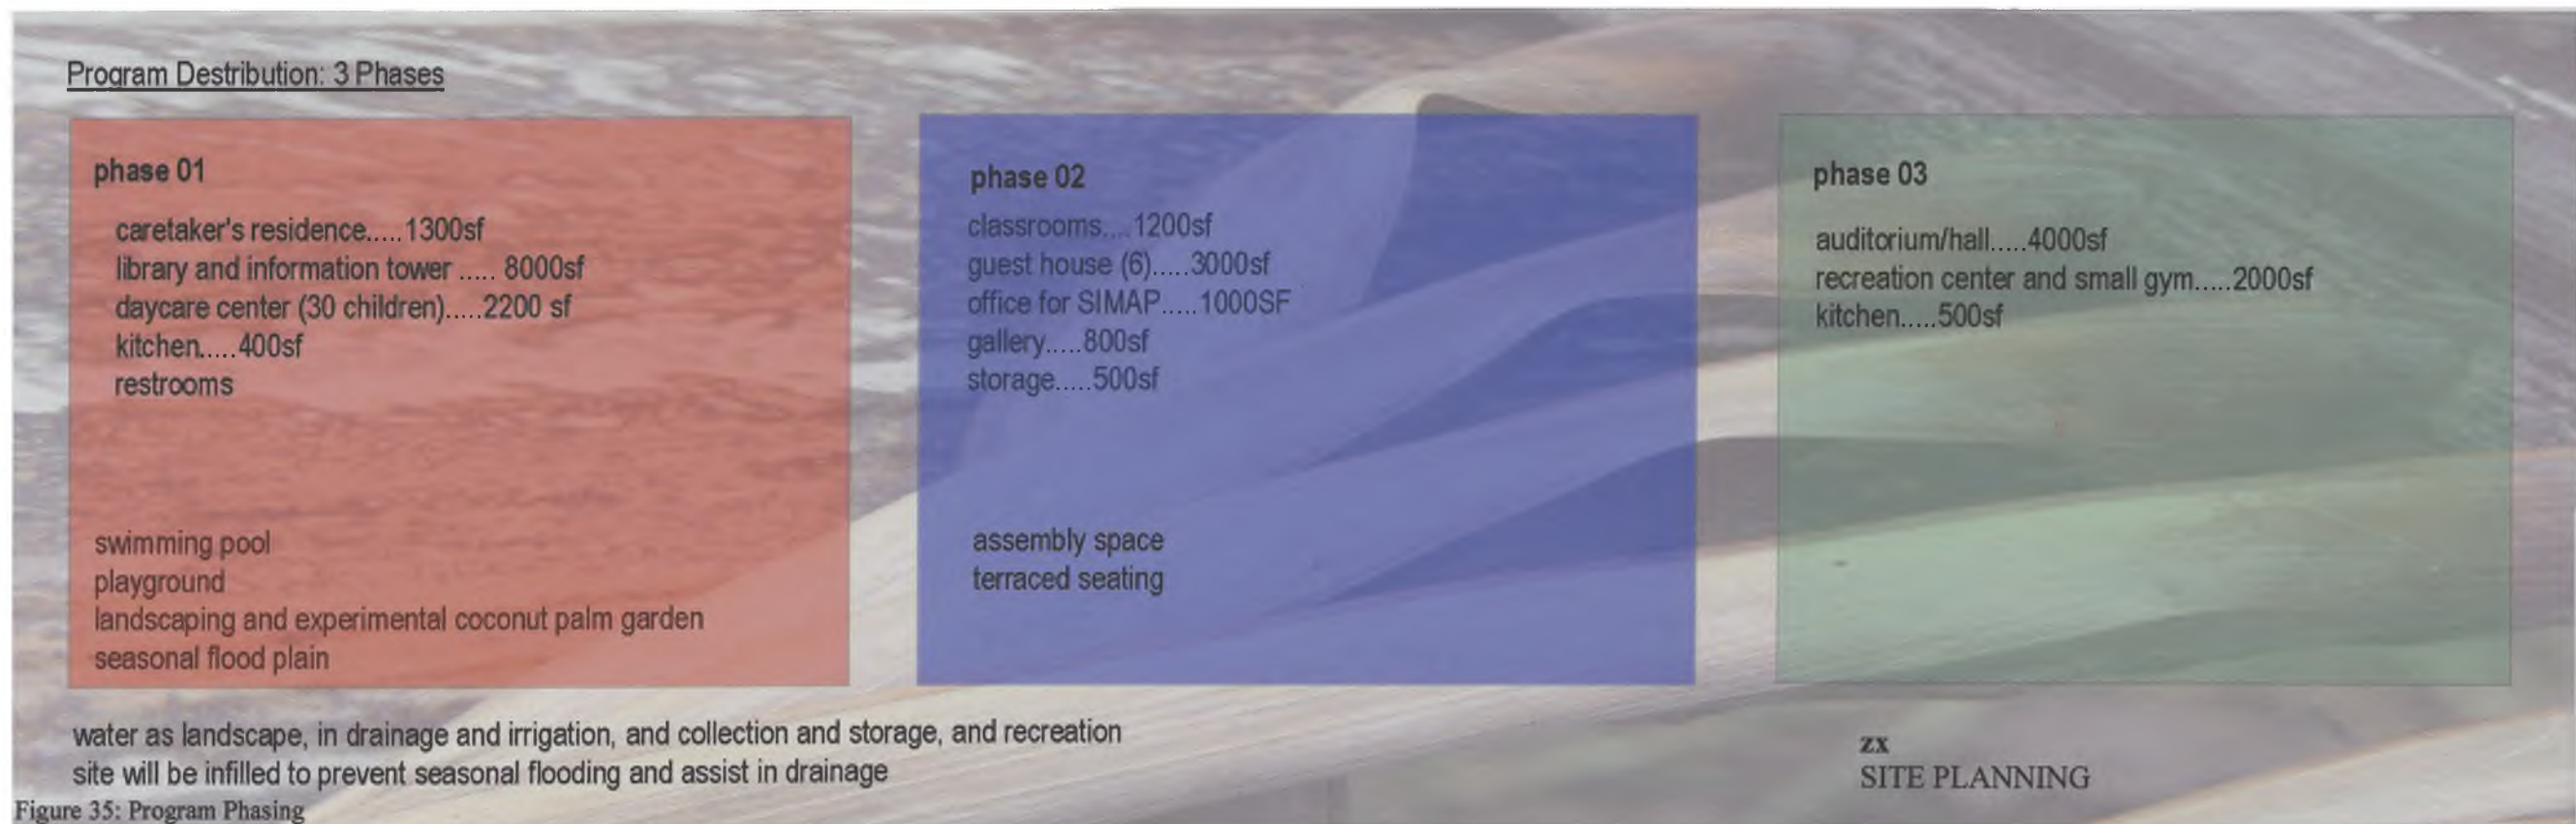 Program Destribution: 3 Phases
phase 01
caretaker's residence.....1300sf
library and information tower ..... 8000sf
daycare center (30 children).....2200 sf
kitchen.....400sf
restrooms
swimming pool
playground
landscaping and experimental coconut palm garden
seasonal flood plain
phase 02
classrooms....1200sf
guest house (6).....3000sf
office for SIMAP.....1000SF
gallery.....800sf
storage.....500sf
assembly space
terraced seating
phase 03
auditorium/hall.....4000sf
recreation center and small gym.....2000sf
kitchen.....500sf
water as landscape, in drainage and irrigation, and collection and storage, and recreation
site will be infilled to prevent seasonal flooding and assist in drainage
zx
SITE PLANNING
Figure 35: Program Phasing